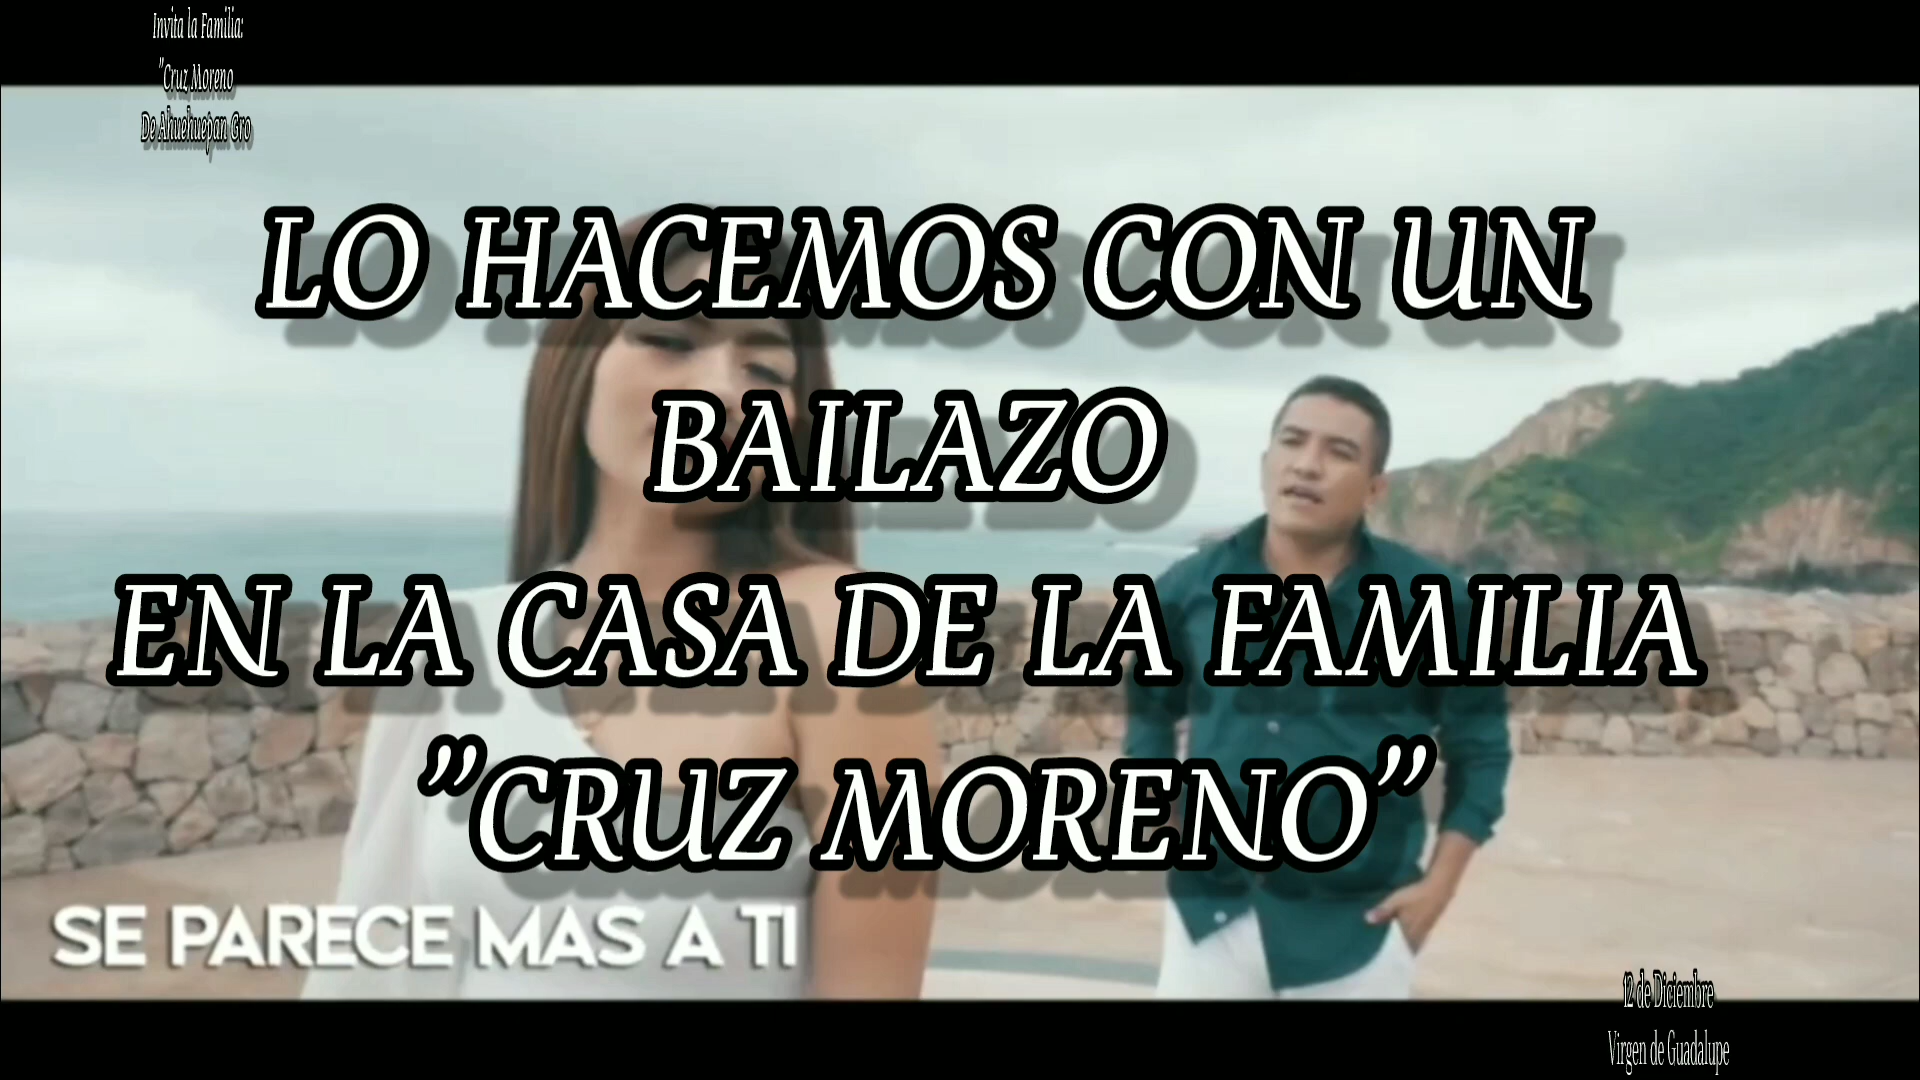 Invita la Familia:
"Cruz Moreno
De Ahuehuepan Gro
LO HACEMOS CON UN
BAILAZO
EN LA CASA DE LA FAMILIA
"CRUZ MORENO"
SE PARECE MAS A TI
12 de Diciembre
Virgen de Guadalupe